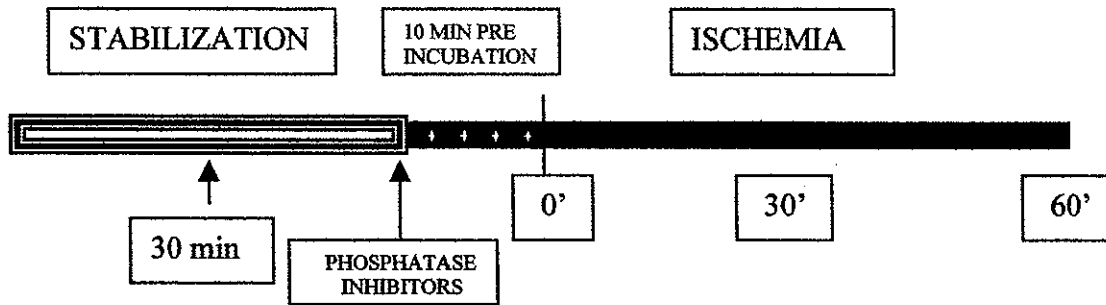 STABILIZATION
10 MIN PRE
INCUBATION
ISCHEMIA
0’
30’
60’
30 min
PHOSPHATASE
INHIBITORS